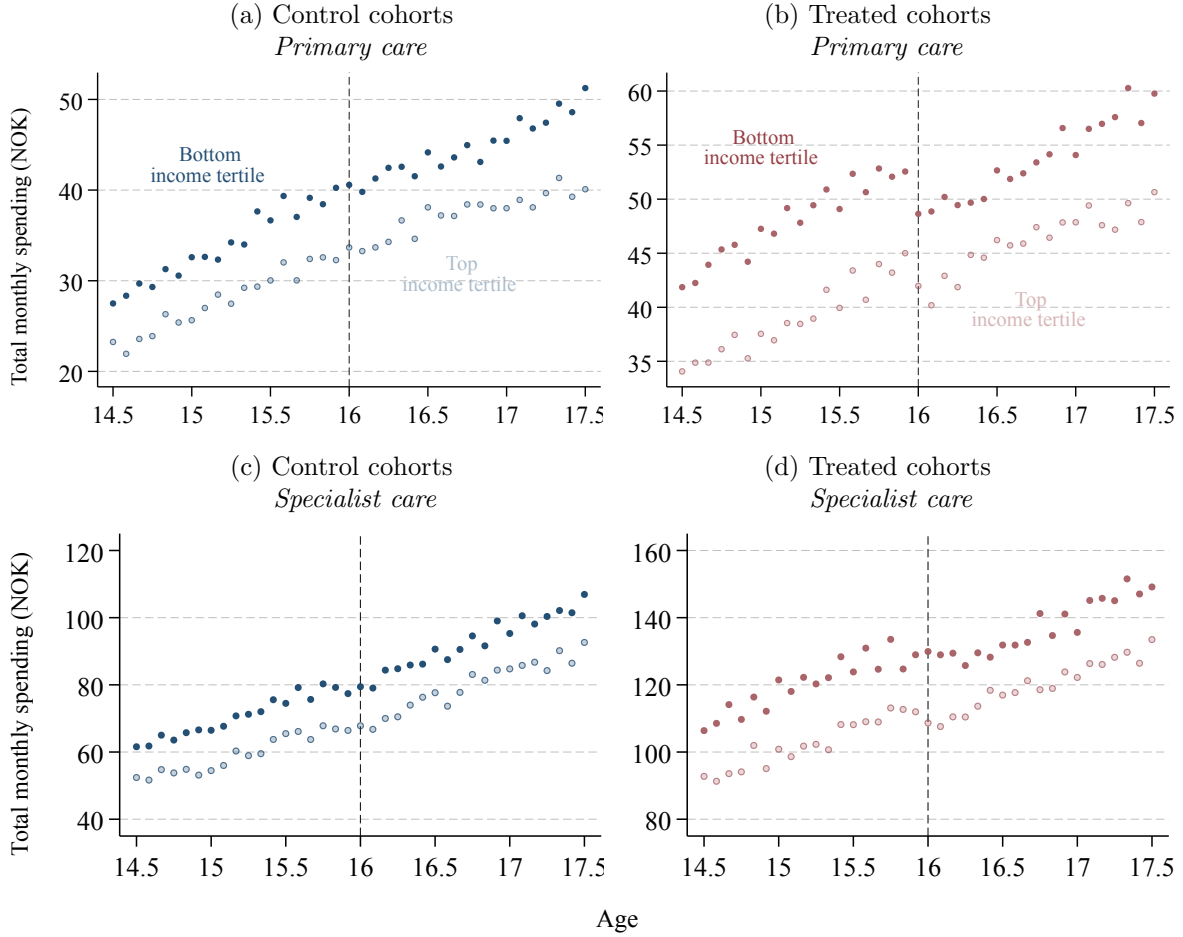 (a) Control cohorts
Primary care
Total monthly spending (NOK)
50
40
30
20
Bottom
income tertile
Top
income tertile
14.5 15 15.5 16 16.5 17 17.5
(b) Treated cohorts
Primary care
60
55
50
45
40
35
Bottom
income tertile
Top
income tertile
14.5 15 15.5 16 16.5 17 17.5
(c) Control cohorts
Specialist care
Total monthly spending (NOK)
120
100
80
60
40
14.5 15 15.5 16 16.5 17 17.5
(d) Treated cohorts
Specialist care
160
140
120
100
80
14.5 15 15.5 16 16.5 17 17.5
Age